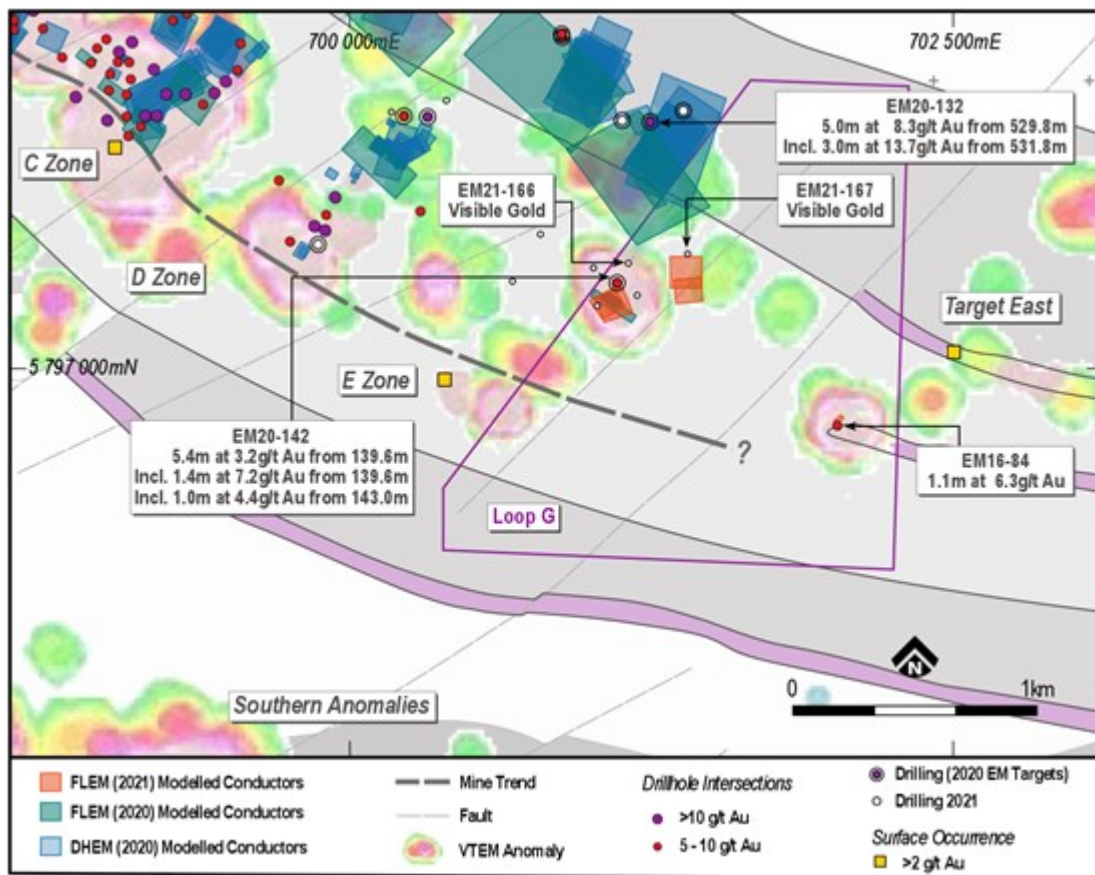 700 000mE
702 500mE
EM20-132
5.0m at 8.3g/t Au from 529.8m
Incl. 3.0m at 13.7g/t Au from 531.8m
C Zone
EM21-166
Visible Gold
EM21-167
Visible Gold
D Zone
Target East
5 797 000mN
E Zone
EM20-142
5.4m at 3.2g/t Au from 139.6m
Incl. 1.4m at 7.2g/t Au from 139.6m
Incl. 1.0m at 4.4g/t Au from 143.0m
?
EM16-84
1.1m at 6.3g/t Au
Loop G
N
Southern Anomalies
0 1km
FLEM (2021) Modelled Conductors
FLEM (2020) Modelled Conductors
DHEM (2020) Modelled Conductors
Mine Trend
Fault
VTEM Anomaly
Drillhole Intersections
>10 g/t Au
5 - 10 g/t Au
Drilling (2020 EM Targets)
Drilling 2021
Surface Occurrence
>2 g/t Au